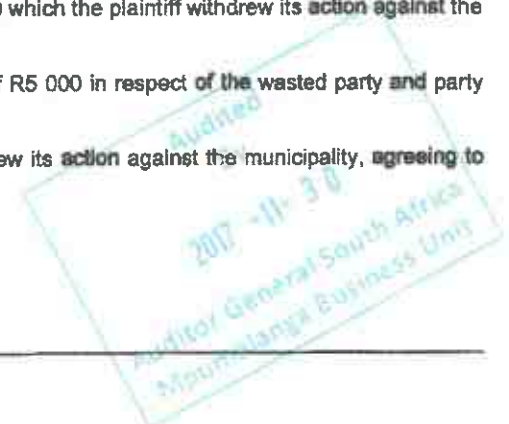 which the plaintiff withdrew its action against the
R5 000 in respect of the wasted party and party
its action against the municipality, agreeing to
Audited
2017 -11- 30
Auditor General South Africa
Mpumalanga Business Unit